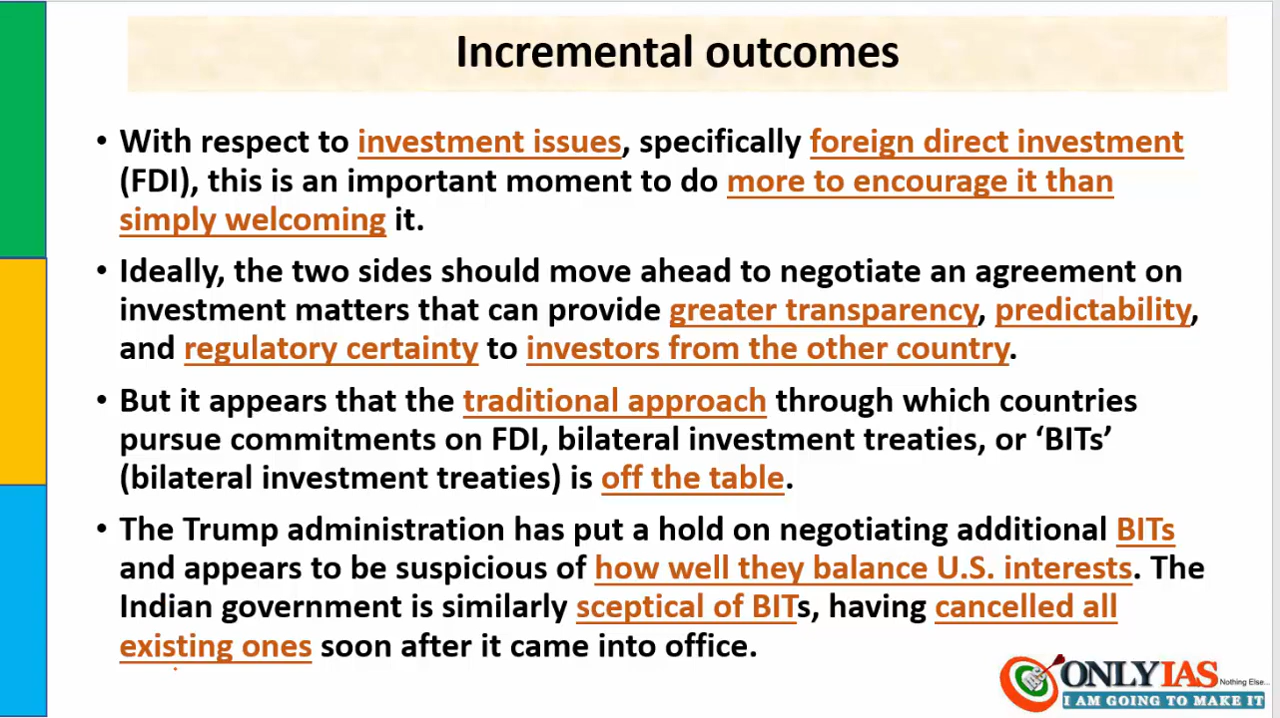 Incremental outcomes
• With respect to investment issues, specifically foreign direct investment
(FDI), this is an important moment to do more to encourage it than
simply welcoming it.
• Ideally, the two sides should move ahead to negotiate an agreement on
investment matters that can provide greater transparency, predictability,
and regulatory certainty to investors from the other country.
• But it appears that the traditional approach through which countries
pursue commitments on FDI, bilateral investment treaties, or ‘BITs’
(bilateral investment treaties) is off the table.
• The Trump administration has put a hold on negotiating additional BITs
and appears to be suspicious of how well they balance U.S. interests. The
Indian government is similarly sceptical of BITs, having cancelled all
existing ones soon after it came into office.
ONLYIAS Nothing Else...
I AM GOING TO MAKE IT